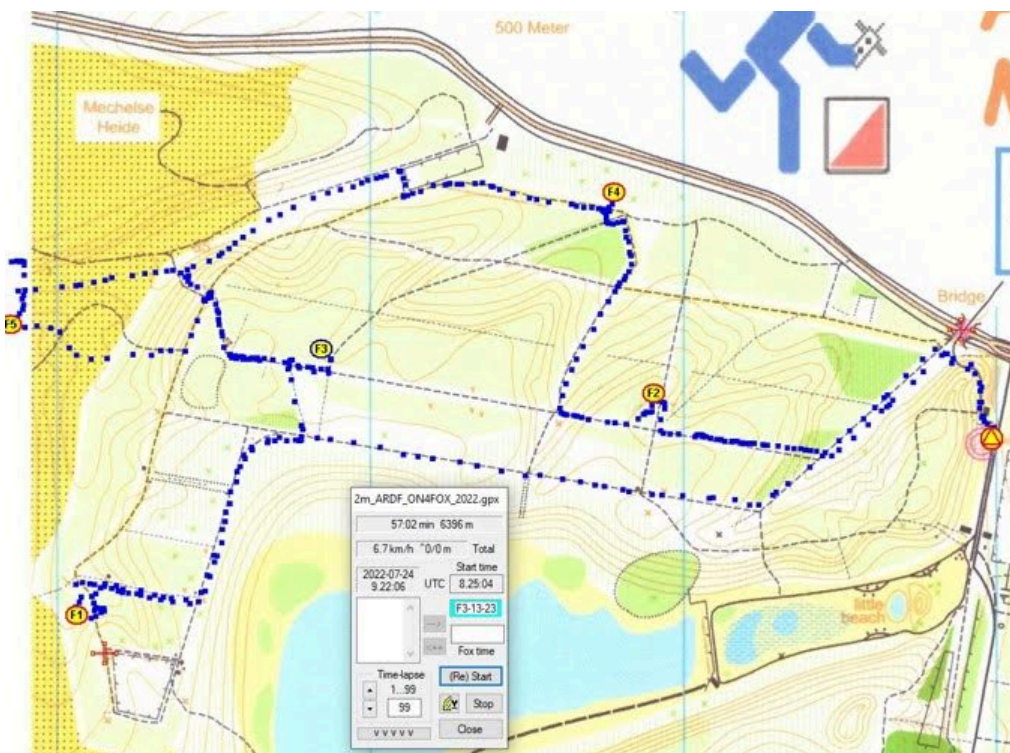 500 Meter
Mechelse
Heide
F4
Bridge
F5
F3
F2
2m_ARDF_ON4FOX_2022.gpx
57:02 min 6396 m
6.7 km/h ^0/0 m Total
Start time
2022-07-24
9.22:06
UTC
8.25:04
F3-13-23
-->
<--
Fox time
Time-lapse
1...99
99
(Re) Start
Stop
v v v v v
Close
F1
little
beach